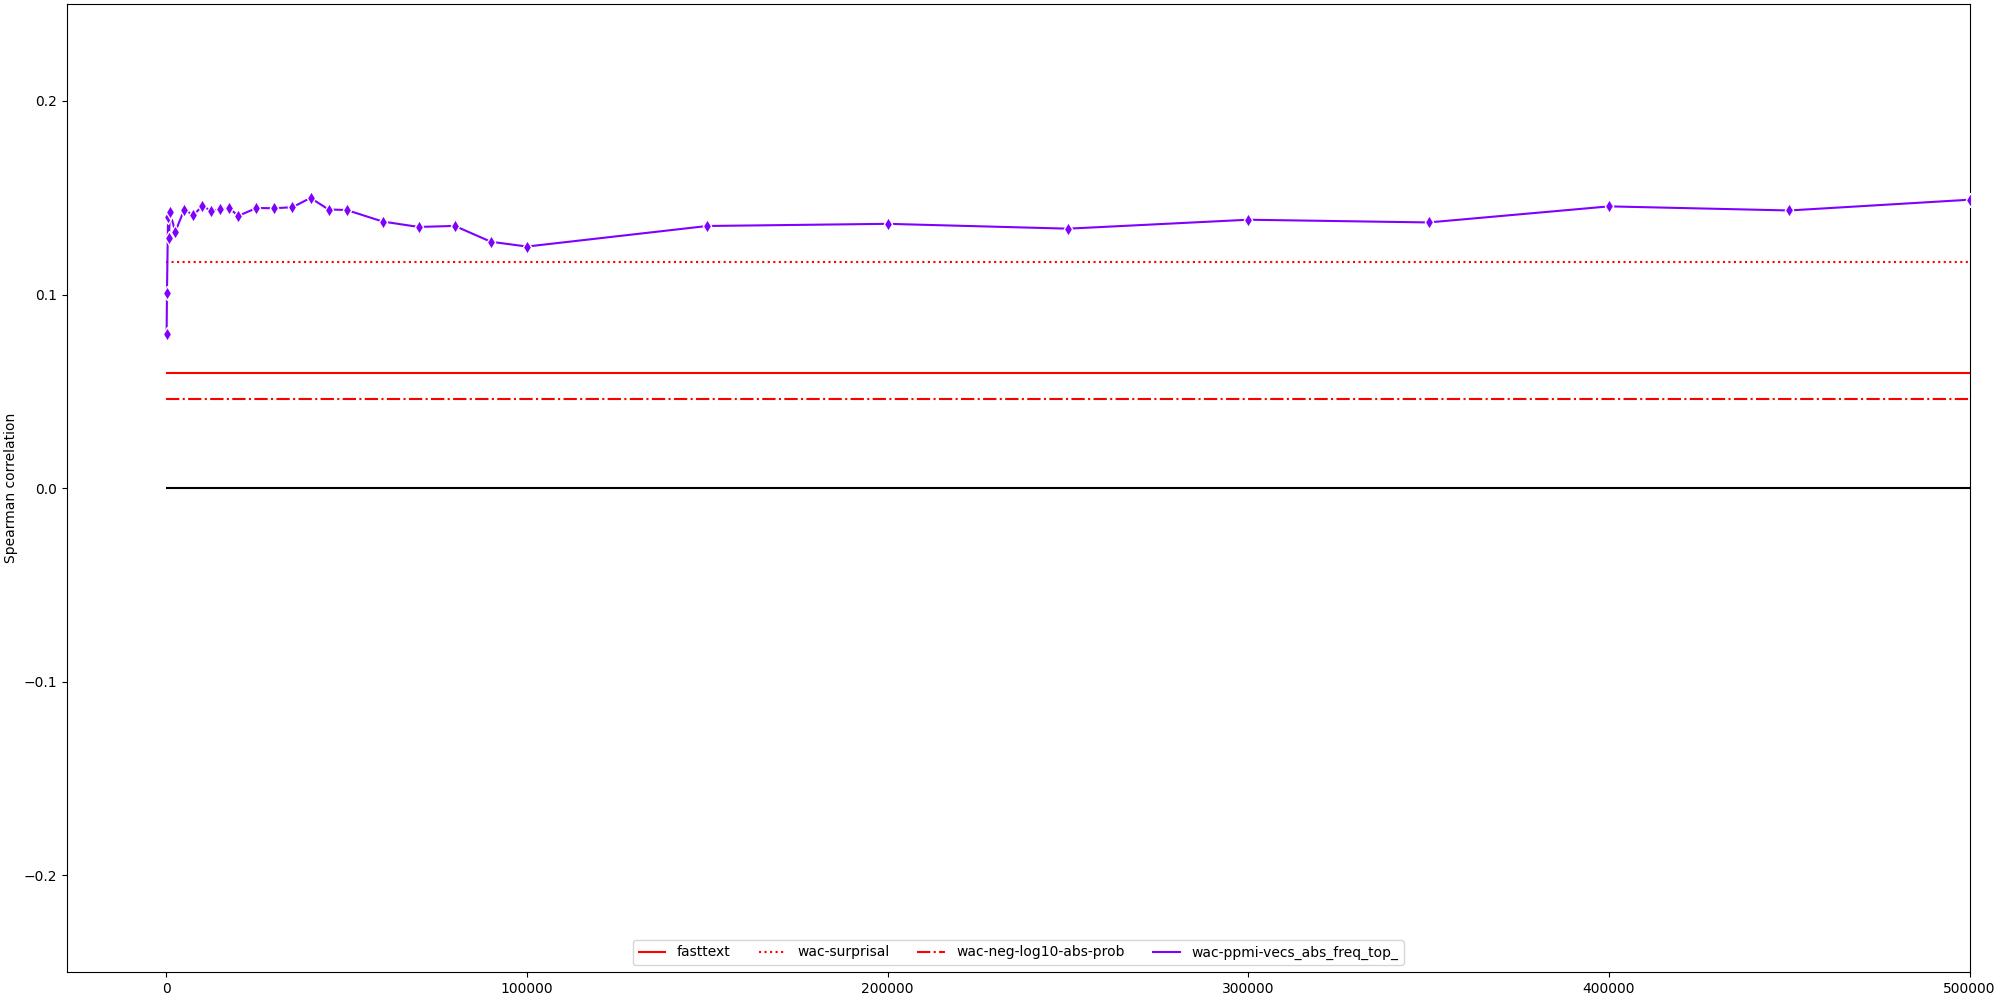 0.2
0.1
0.0
−0.1
−0.2
Spearman correlation
fasttext wac-surprisal wac-neg-log10-abs-prob wac-ppmi-vecs_abs_freq_top_
0 100000 200000 300000 400000 500000